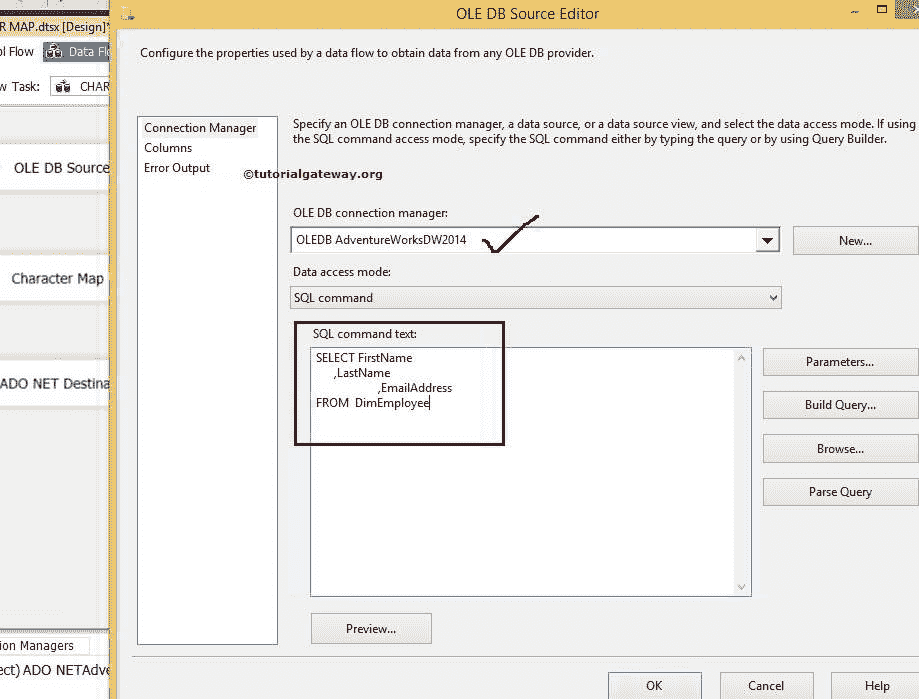 OLE DB Source Editor
R MAP.dtsx [Design]*
Configure the properties used by a data flow to obtain data from any OLE DB provider.
ol Flow
Data Flo
w Task:
CHAR
Connection Manager
Columns
Error Output
Specify an OLE DB connection manager, a data source, or a data source view, and select the data access mode. If using
the SQL command access mode, specify the SQL command either by typing the query or by using Query Builder.
©tutorialgateway.org
OLE DB Source
Character Map
ADO NET Destina
OLE DB connection manager:
OLEDB AdventureWorksDW2014
New...
Data access mode:
SQL command
SQL command text:
SELECT FirstName
,LastName
,EmailAddress
FROM DimEmployee
Parameters...
Build Query...
Browse...
Parse Query
Preview...
ion Managers
ect) ADO NETAdve
OK
Cancel
Help